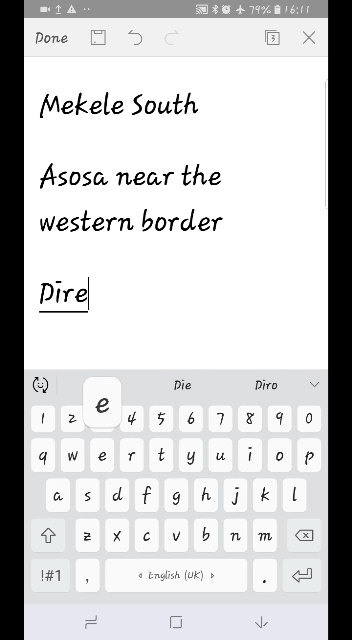 79% 16:11
Done 3
Mekele South
Asosa near the
western border
Dire
e Die Diro
1 2 4 5 6 7 8 9 0
q w e r t y u i o p
a s d f g h j k l
z x c v b n m
!#1 , English (UK) .